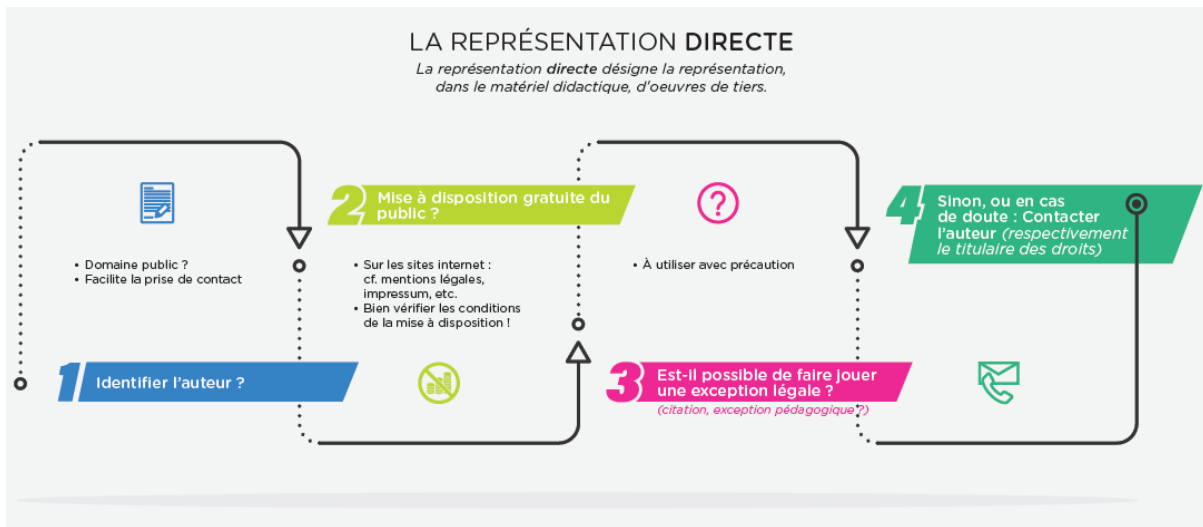 LA REPRÉSENTATION DIRECTE
La représentation directe désigne la représentation,
dans le matériel didactique, d'oeuvres de tiers.
1 Identifier l'auteur ?
• Domaine public ?
• Facilite la prise de contact
2 Mise à disposition gratuite du
public ?
• Sur les sites internet :
cf. mentions légales,
impressum, etc.
• Bien vérifier les conditions
de la mise à disposition !
3 Est-il possible de faire jouer
une exception légale ?
(citation, exception pédagogique ?)
• À utiliser avec précaution
4 Sinon, ou en cas
de doute : Contacter
l'auteur (respectivement
le titulaire des droits)